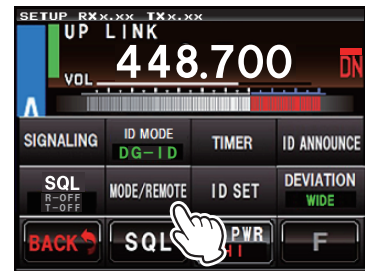 SETUP RXx.xx TXx.xx
UP LINK
VOL 448.700 DN
A
SIGNALING ID MODE TIMER ID ANNOUNCE
DG-ID
SQL MODE/REMOTE ID SET DEVIATION
R-OFF WIDE
T-OFF
BACK SQL PWR F
HI